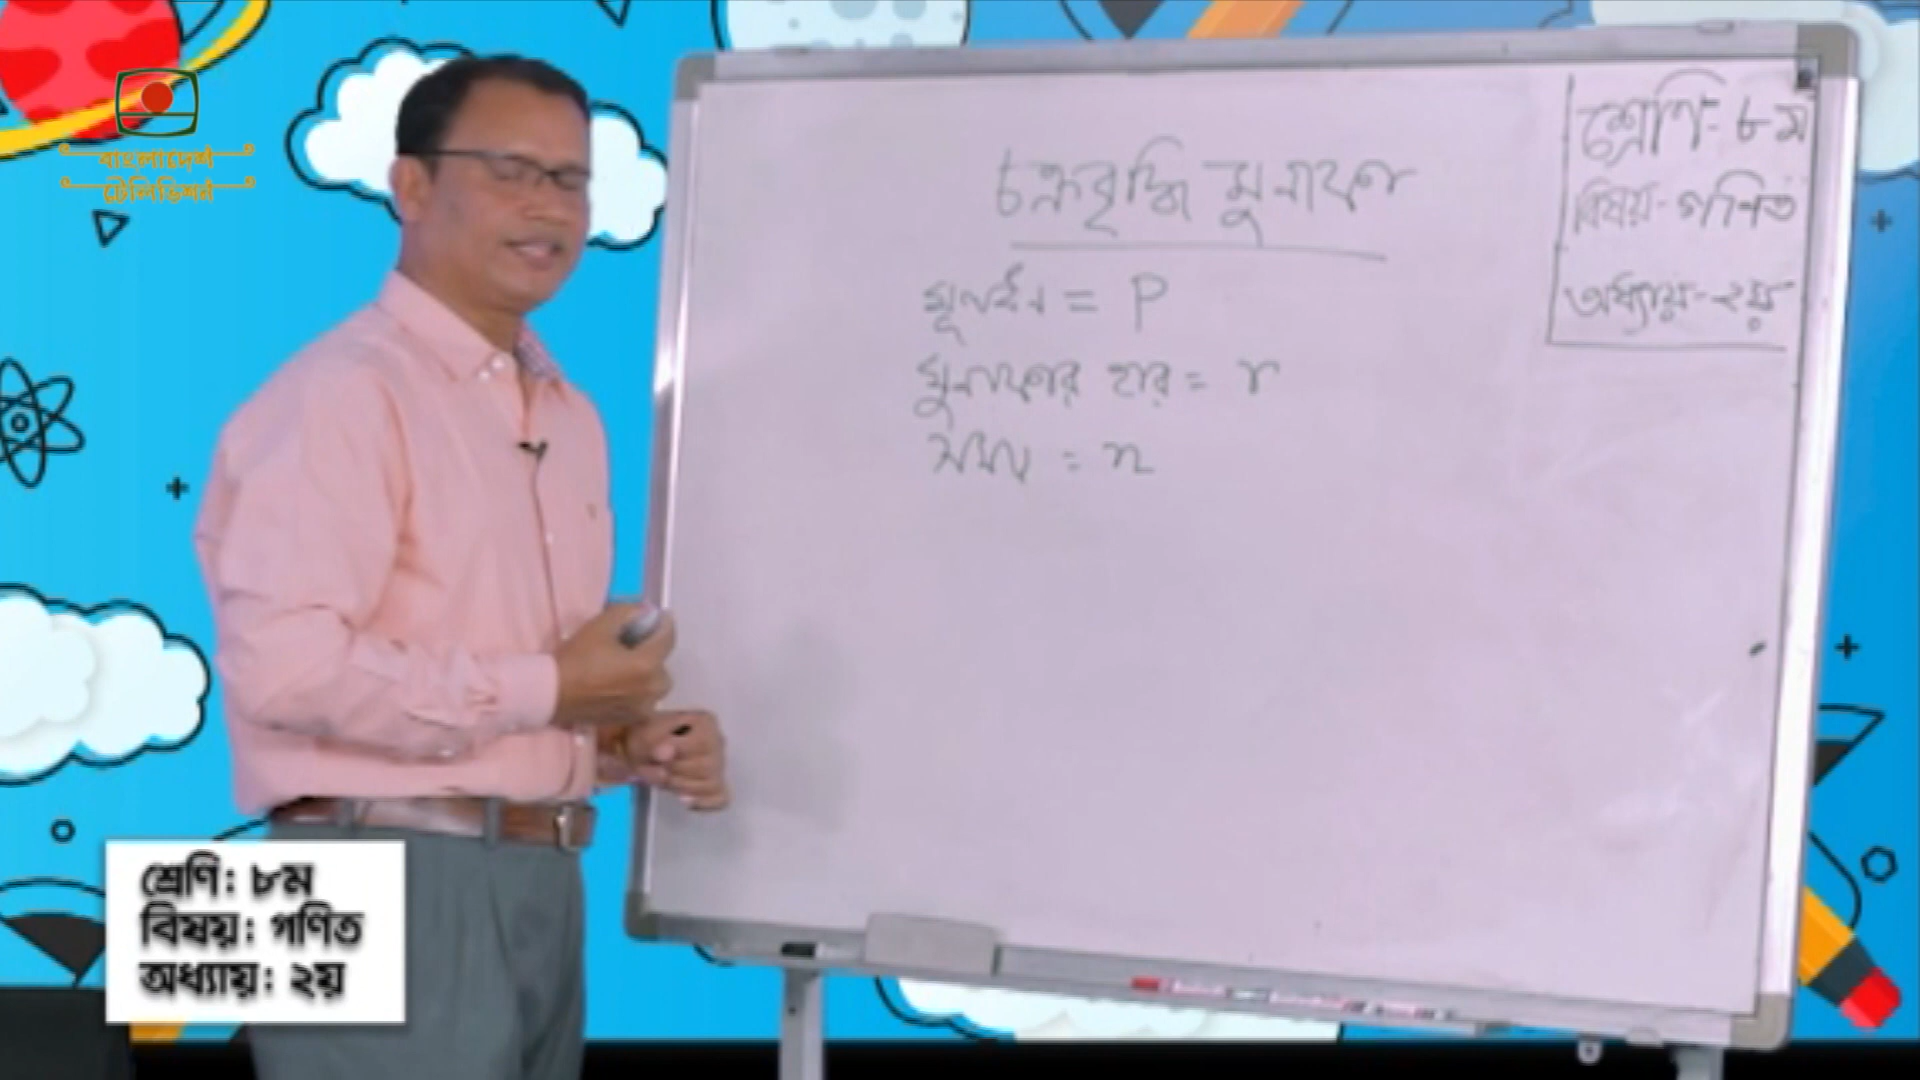 বাংলাদেশ
টেলিভিশন
চক্রবৃদ্ধি মুনাফা
মূলধন = P
মুনাফার হার = r
সময় = n
শ্রেণি- ৮ম
বিষয়- গণিত
অধ্যায়- ২য়
শ্রেণি: ৮ম
বিষয়: গণিত
অধ্যায়: ২য়